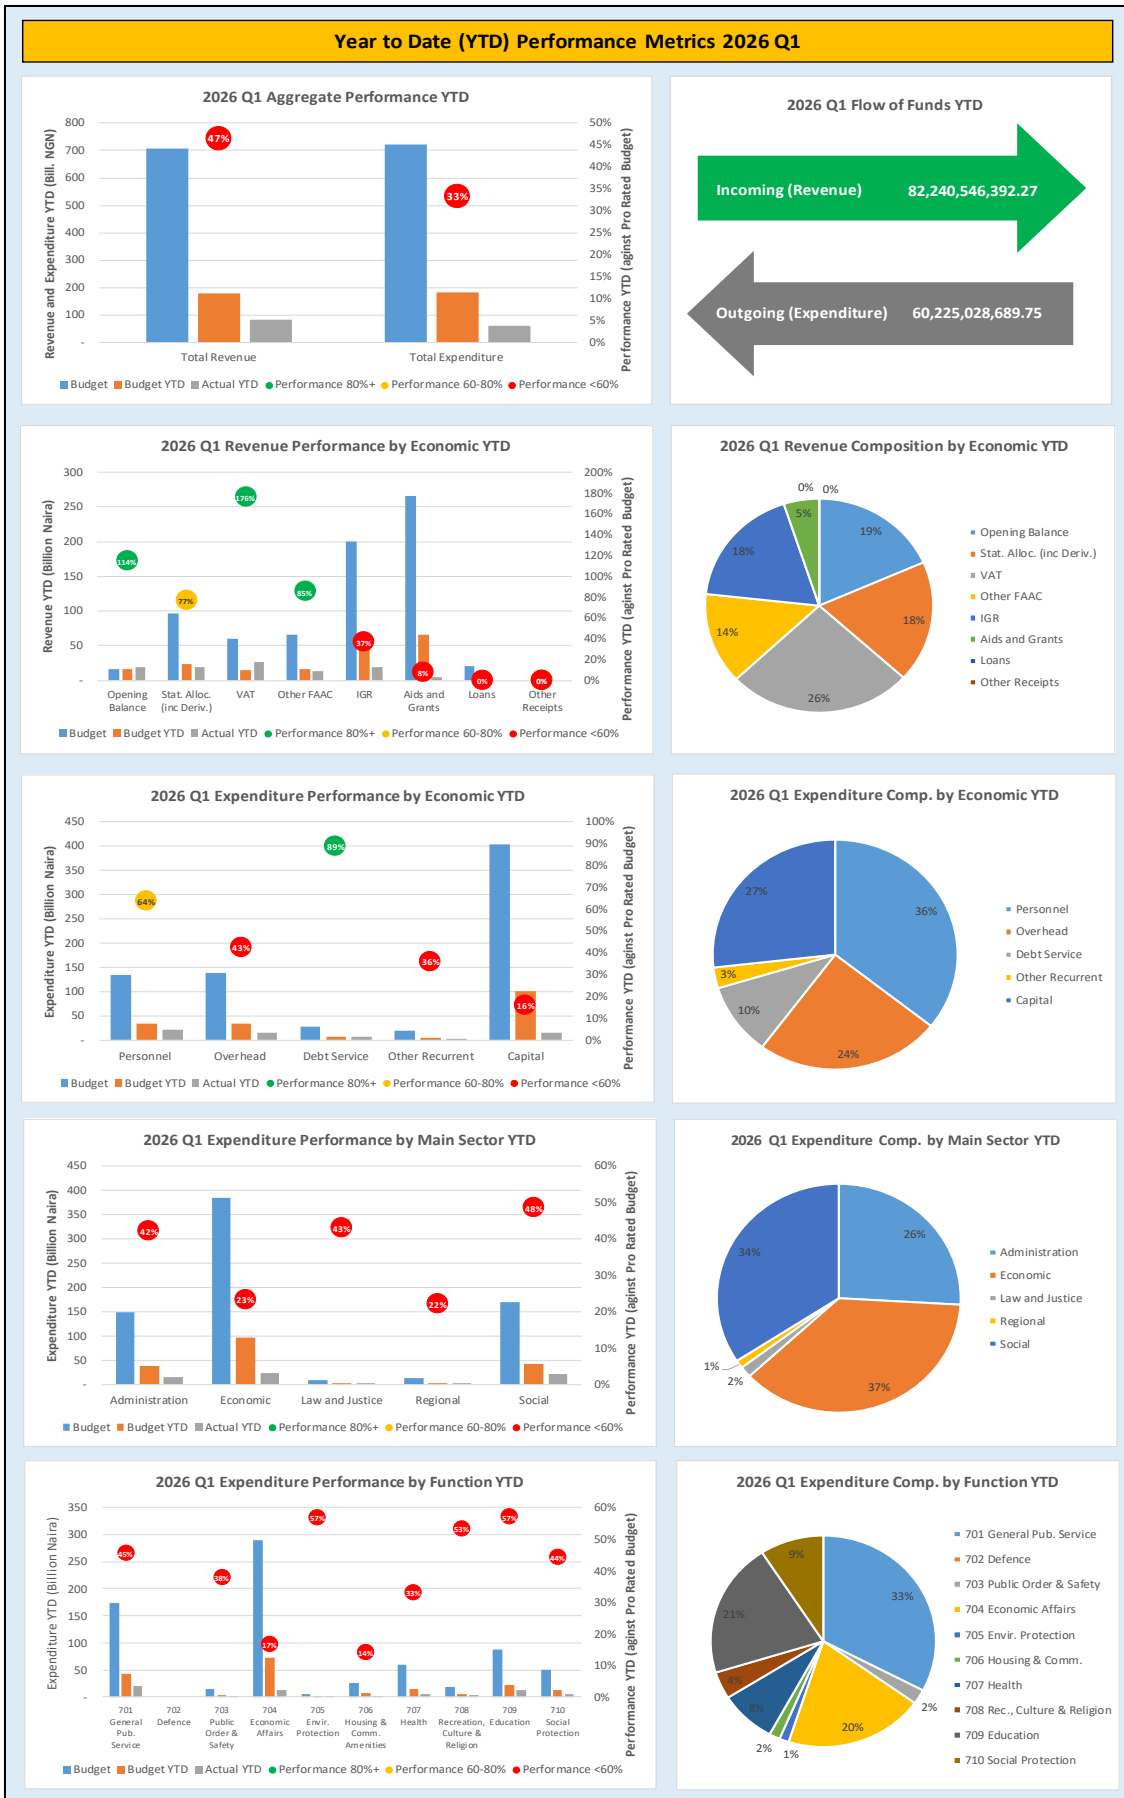 Year to Date (YTD) Performance Metrics 2026 Q1
2026 Q1 Aggregate Performance YTD
Revenue and Expenditure YTD (Bill. NGN)
800
700
600
500
400
300
200
100
-
50%
45%
40%
35%
30%
25%
20%
15%
10%
5%
0%
Performance YTD (aginst Pro Rated Budget)
47%
33%
Total Revenue
Total Expenditure
Budget Budget YTD Actual YTD Performance 80%+ Performance 60-80% Performance <60%
2026 Q1 Flow of Funds YTD
Incoming (Revenue) 82,240,546,392.27
Outgoing (Expenditure) 60,225,028,689.75
2026 Q1 Revenue Performance by Economic YTD
Revenue YTD (Billion Naira)
300
250
200
150
100
50
-
200%
180%
160%
140%
120%
100%
80%
60%
40%
20%
0%
Performance YTD (aginst Pro Rated Budget)
114%
77%
176%
85%
37%
8%
0%
0%
Opening Balance
Stat. Alloc. (inc Deriv.)
VAT
Other FAAC
IGR
Aids and Grants
Loans
Other Receipts
Budget Budget YTD Actual YTD Performance 80%+ Performance 60-80% Performance <60%
2026 Q1 Revenue Composition by Economic YTD
0% 0%
5%
19%
18%
18%
14%
26%
Opening Balance
Stat. Alloc. (inc Deriv.)
VAT
Other FAAC
IGR
Aids and Grants
Loans
Other Receipts
2026 Q1 Expenditure Performance by Economic YTD
Expenditure YTD (Billion Naira)
450
400
350
300
250
200
150
100
50
-
100%
90%
80%
70%
60%
50%
40%
30%
20%
10%
0%
Performance YTD (aginst Pro Rated Budget)
64%
43%
89%
36%
16%
Personnel
Overhead
Debt Service
Other Recurrent
Capital
Budget Budget YTD Actual YTD Performance 80%+ Performance 60-80% Performance <60%
2026 Q1 Expenditure Comp. by Economic YTD
27%
36%
3%
10%
24%
Personnel
Overhead
Debt Service
Other Recurrent
Capital
2026 Q1 Expenditure Performance by Main Sector YTD
Expenditure YTD (Billion Naira)
450
400
350
300
250
200
150
100
50
-
60%
50%
40%
30%
20%
10%
0%
Performance YTD (aginst Pro Rated Budget)
42%
23%
43%
22%
48%
Administration
Economic
Law and Justice
Regional
Social
Budget Budget YTD Actual YTD Performance 80%+ Performance 60-80% Performance <60%
2026 Q1 Expenditure Comp. by Main Sector YTD
26%
34%
1%
2%
37%
Administration
Economic
Law and Justice
Regional
Social
2026 Q1 Expenditure Performance by Function YTD
Expenditure YTD (Billion Naira)
350
300
250
200
150
100
50
-
60%
50%
40%
30%
20%
10%
0%
Performance YTD (aginst Pro Rated Budget)
45%
38%
17%
57%
14%
33%
53%
57%
44%
701 General Pub. Service
702 Defence
703 Public Order & Safety
704 Economic Affairs
705 Envir. Protection
706 Housing & Comm. Amenities
707 Health
708 Recreation, Culture & Religion
709 Education
710 Social Protection
Budget Budget YTD Actual YTD Performance 80%+ Performance 60-80% Performance <60%
2026 Q1 Expenditure Comp. by Function YTD
9%
33%
21%
4%
8%
2%
1%
20%
2%
701 General Pub. Service
702 Defence
703 Public Order & Safety
704 Economic Affairs
705 Envir. Protection
706 Housing & Comm.
707 Health
708 Rec., Culture & Religion
709 Education
710 Social Protection